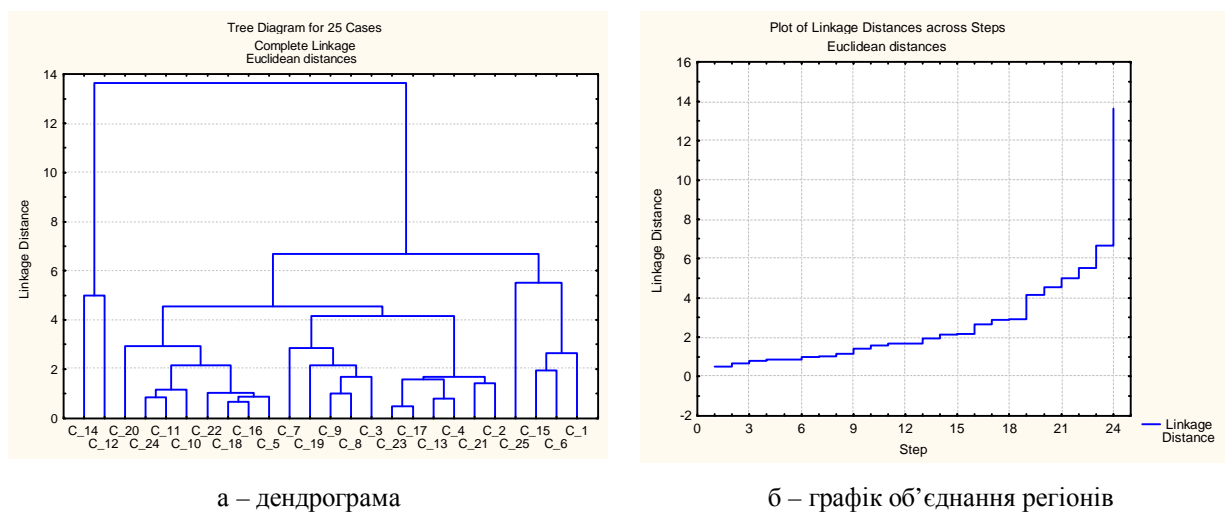 Tree Diagram for 25 Cases
Complete Linkage
Euclidean distances
14
12
10
8
6
4
2
0
Linkage Distance
C_14 C_20 C_11 C_22 C_16 C_7 C_9 C_3 C_17 C_4 C_2 C_15 C_1
C_12 C_24 C_10 C_18 C_5 C_19 C_8 C_23 C_13 C_21 C_25 C_6
а – дендрограма
Plot of Linkage Distances across Steps
Euclidean distances
16
14
12
10
8
6
4
2
0
-2
Linkage Distance
0 3 6 9 12 15 18 21 24
Step
Linkage
Distance
б – графік об’єднання регіонів